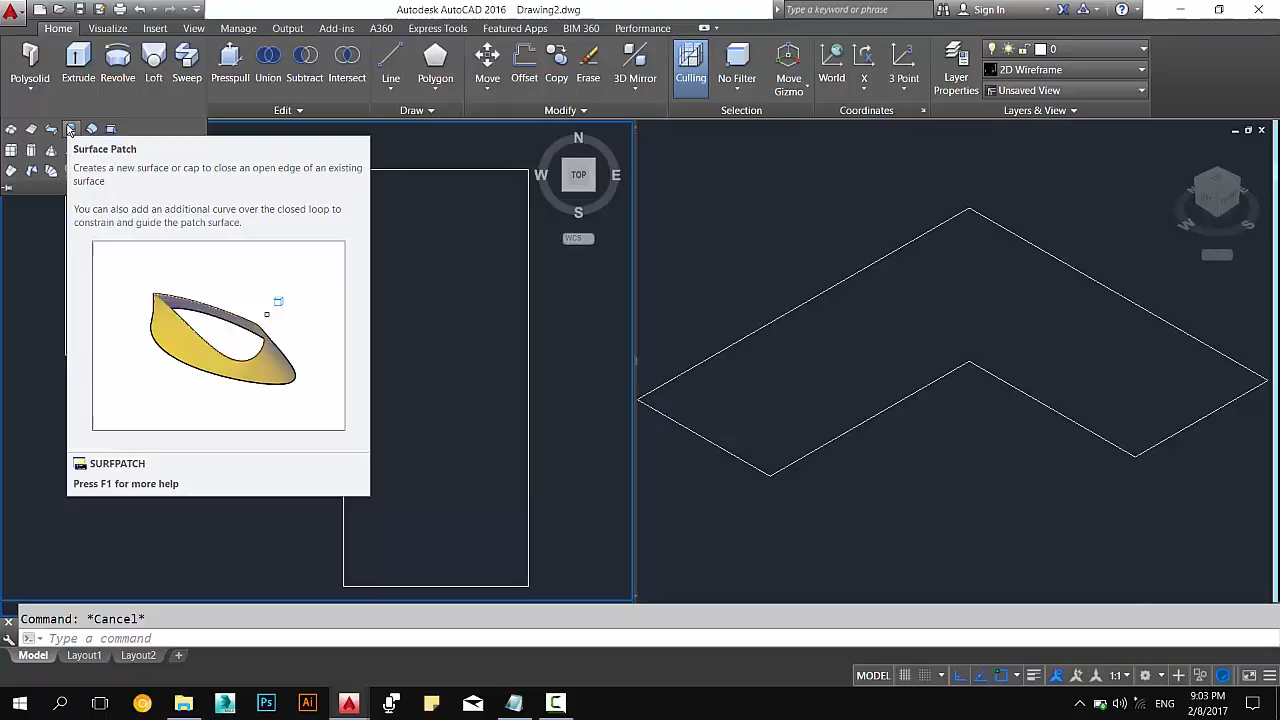 Autodesk AutoCAD 2016 Drawing2.dwg
Type a keyword or phrase
Sign In
Home Visualize Insert View Manage Output A360 Express Tools Featured Apps BIM 360 Performance
Polysolid Extrude Revolve Loft Sweep Presspull Union Subtract Intersect Line Polygon Move Offset Copy Erase 3D Mirror Culling No Filter Move Gizmo World X 3 Point Layer Properties
0
2D Wireframe
Unsaved View
Edit Draw Modify Selection Coordinates Layers & View
Surface Patch
Creates a new surface or cap to close an open edge of an existing
surface
You can also add an additional curve over the closed loop to
constrain and guide the patch surface.
SURFPATCH
Press F1 for more help
N
W TOP E
S
WCS
W S
Command: *Cancel*
Type a command
Model Layout1 Layout2 +
MODEL 1:1
Ps Ai
ENG
9:03 PM
2/8/2017